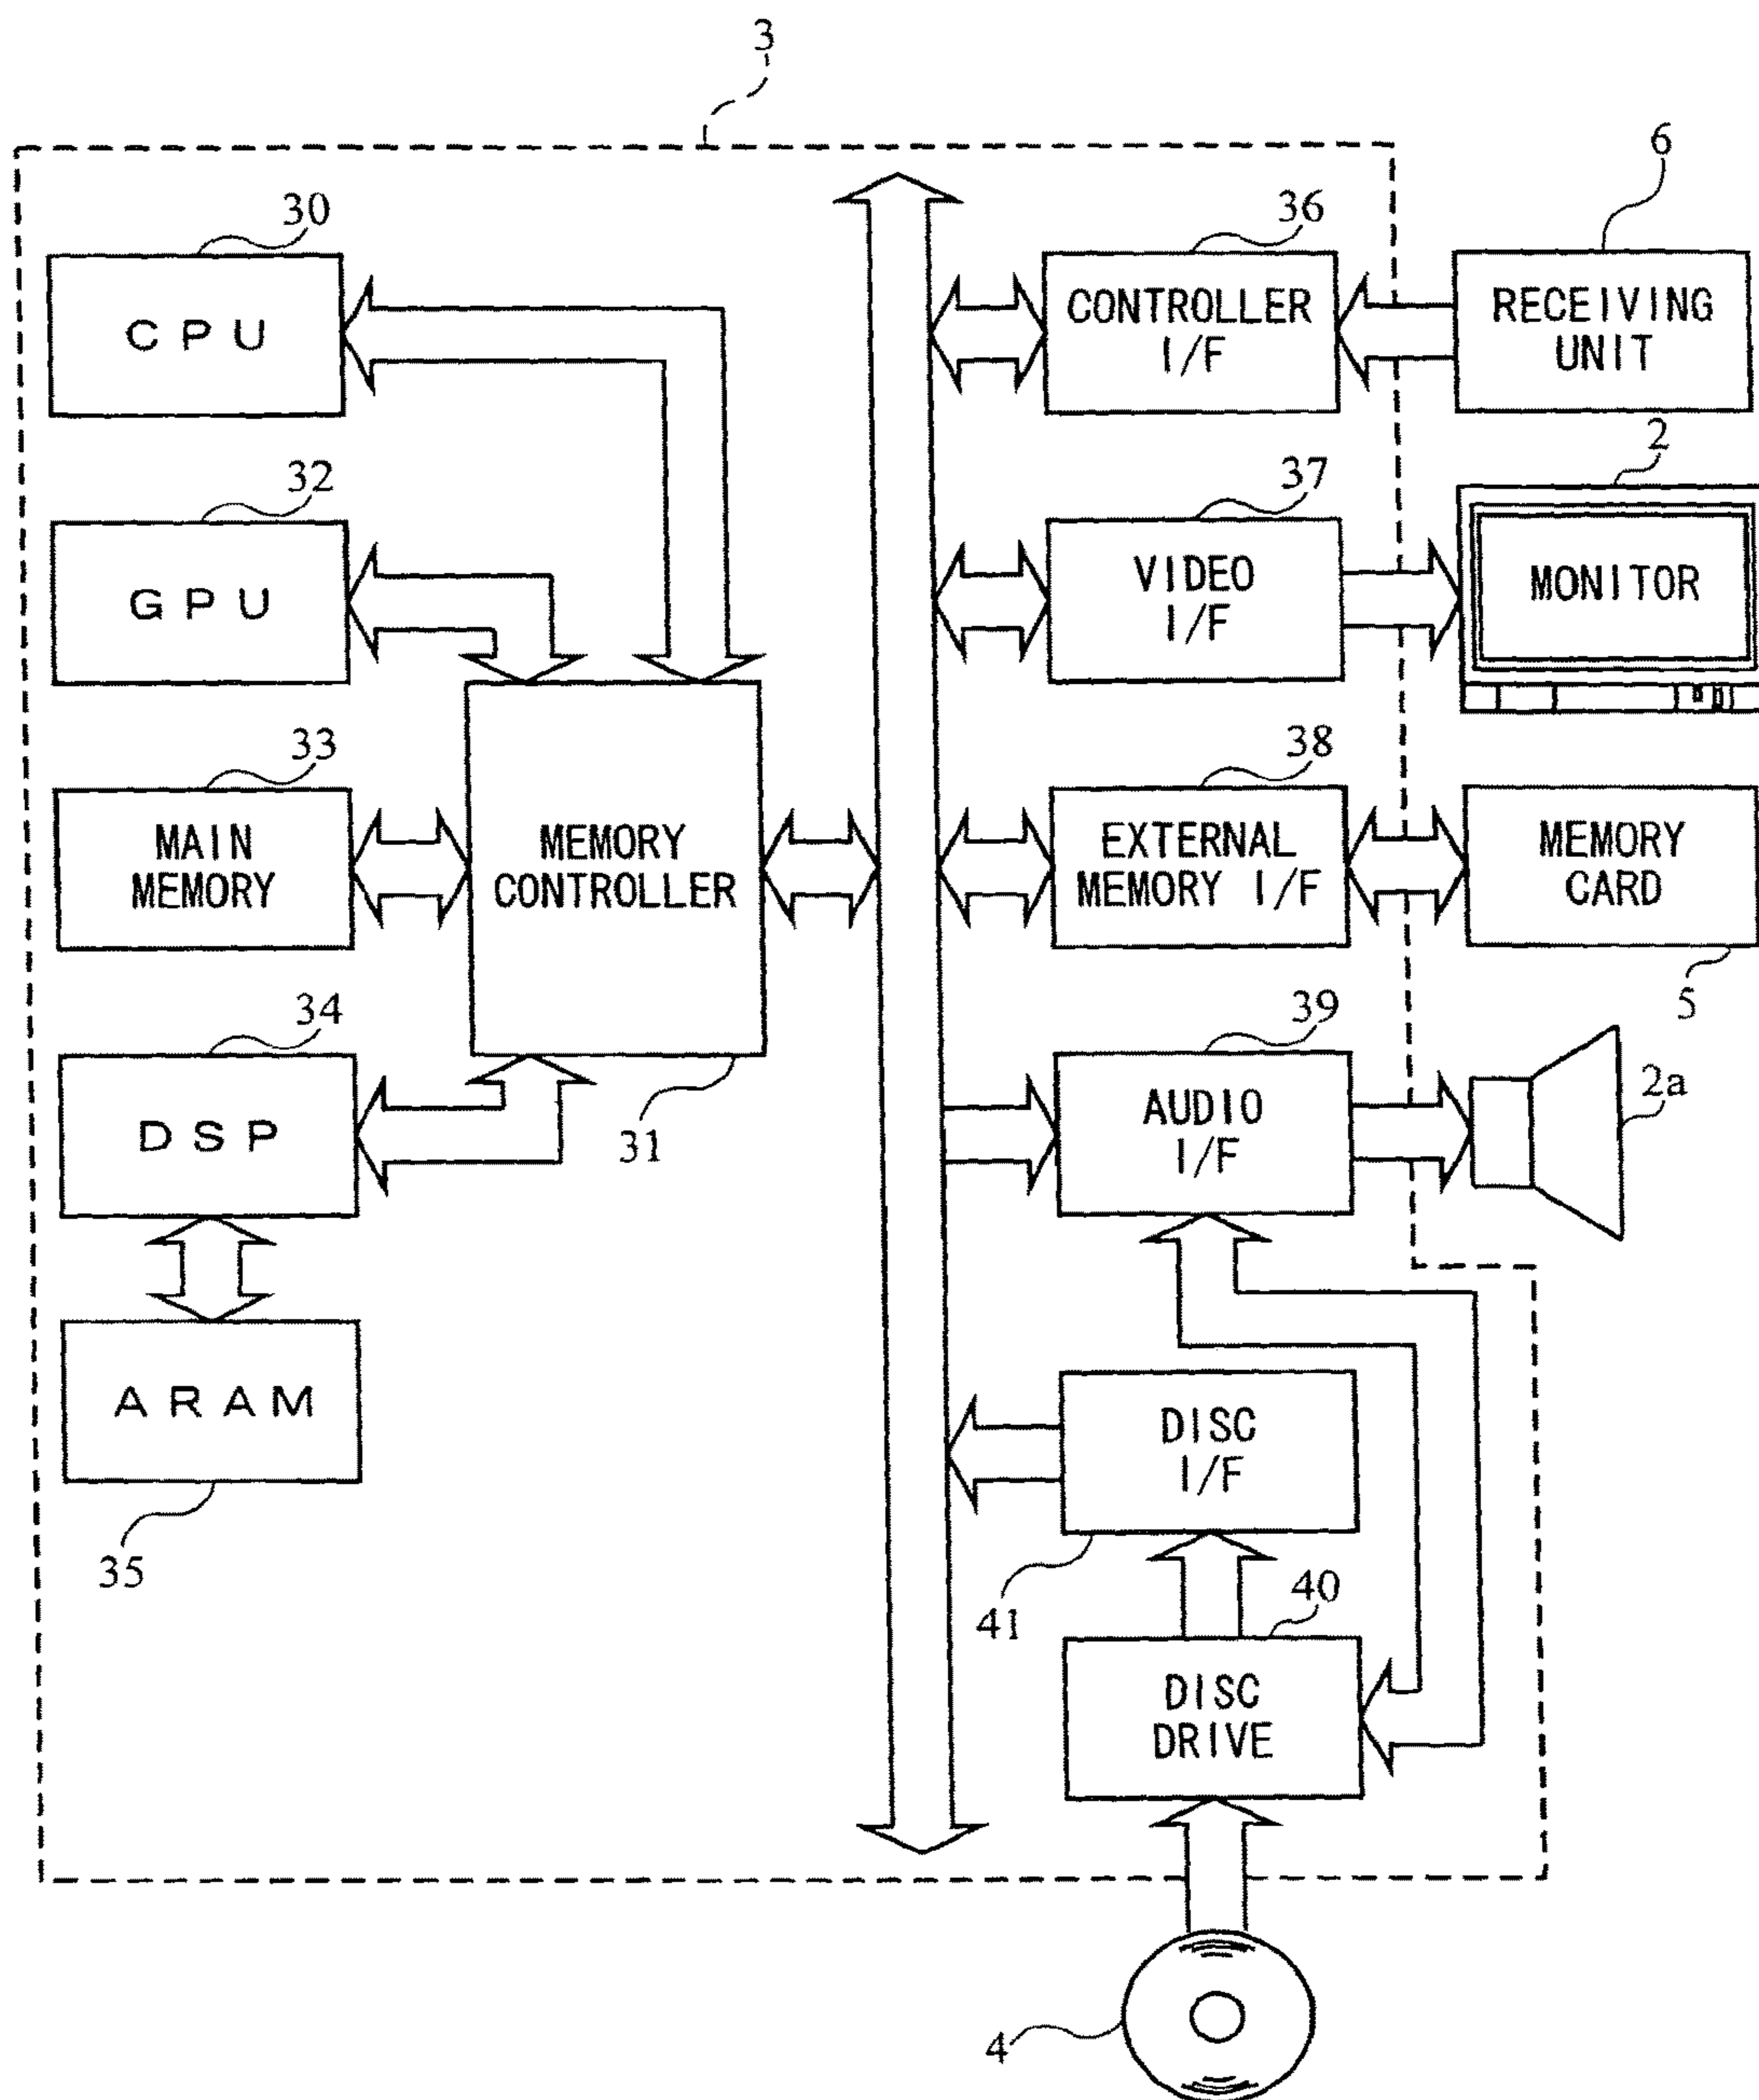 3
6
30
CPU
36
CONTROLLER
I/F
RECEIVING
UNIT
2
32
GPU
37
VIDEO
I/F
MONITOR
33
MAIN
MEMORY
MEMORY
CONTROLLER
38
EXTERNAL
MEMORY I/F
MEMORY
CARD
5
34
DSP
31
39
AUDIO
I/F
2a
ARAM
35
DISC
I/F
41
40
DISC
DRIVE
4